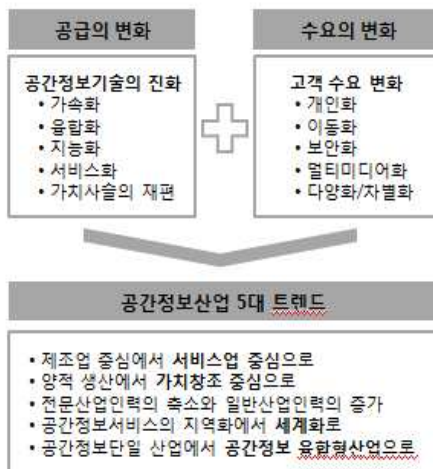 공급의 변화
수요의 변화
공간정보기술의 진화
• 가속화
• 융합화
• 지능화
• 서비스화
• 가치사슬의 재편
고객 수요 변화
• 개인화
• 이동화
• 보안화
• 멀티미디어화
• 다양화/차별화
공간정보산업 5대 트렌드
• 제조업 중심에서 서비스업 중심으로
• 양적 생산에서 가치창조 중심으로
• 전문산업인력의 축소와 일반산업인력의 증가
• 공간정보서비스의 지역화에서 세계화로
• 공간정보단일 산업에서 공간정보 융합형산업으로